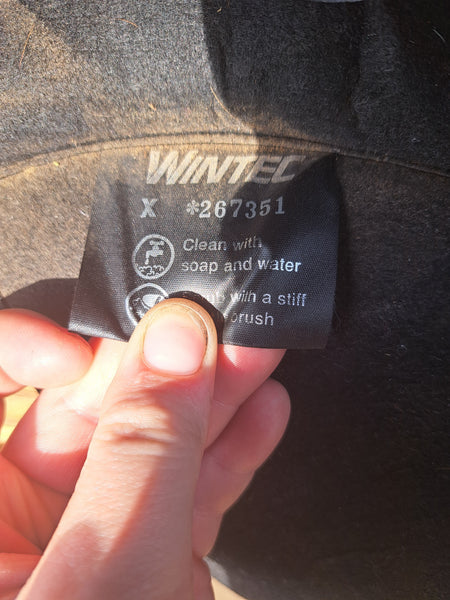 WINTEC
X *267351
Clean with
soap and water
with a stiff
brush